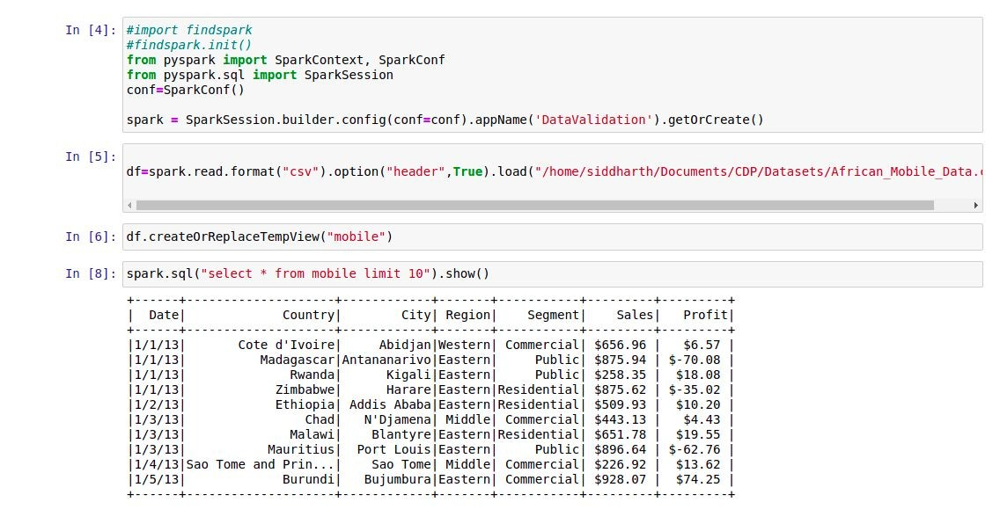 In [4]: #import findspark
#findspark.init()
from pyspark import SparkContext, SparkConf
from pyspark.sql import SparkSession
conf=SparkConf()
spark = SparkSession.builder.config(conf=conf).appName('DataValidation').getOrCreate()
In [5]:
df=spark.read.format("csv").option("header",True).load("/home/siddharth/Documents/CDP/Datasets/African_Mobile_Data.
In [6]: df.createOrReplaceTempView("mobile")
In [8]: spark.sql("select * from mobile limit 10").show()
+------+--------------------+------------+-------+-----------+---------+---------+
|  Date|             Country|        City| Region|    Segment|    Sales|   Profit|
+------+--------------------+------------+-------+-----------+---------+---------+
|1/1/13|       Cote d'Ivoire|     Abidjan|Western| Commercial| $656.96 |   $6.57 |
|1/1/13|          Madagascar|Antananarivo|Eastern|     Public| $875.94 | $-70.08 |
|1/1/13|              Rwanda|      Kigali|Eastern|     Public| $258.35 |  $18.08 |
|1/1/13|            Zimbabwe|      Harare|Eastern|Residential| $875.62 | $-35.02 |
|1/2/13|            Ethiopia| Addis Ababa|Eastern|Residential| $509.93 |  $10.20 |
|1/3/13|                Chad|   N'Djamena| Middle| Commercial| $443.13 |   $4.43 |
|1/3/13|              Malawi|    Blantyre|Eastern|Residential| $651.78 |  $19.55 |
|1/3/13|           Mauritius|  Port Louis|Eastern|     Public| $896.64 | $-62.76 |
|1/4/13|Sao Tome and Prin...|    Sao Tome| Middle| Commercial| $226.92 |  $13.62 |
|1/5/13|             Burundi|   Bujumbura|Eastern| Commercial| $928.07 |  $74.25 |
+------+--------------------+------------+-------+-----------+---------+---------+